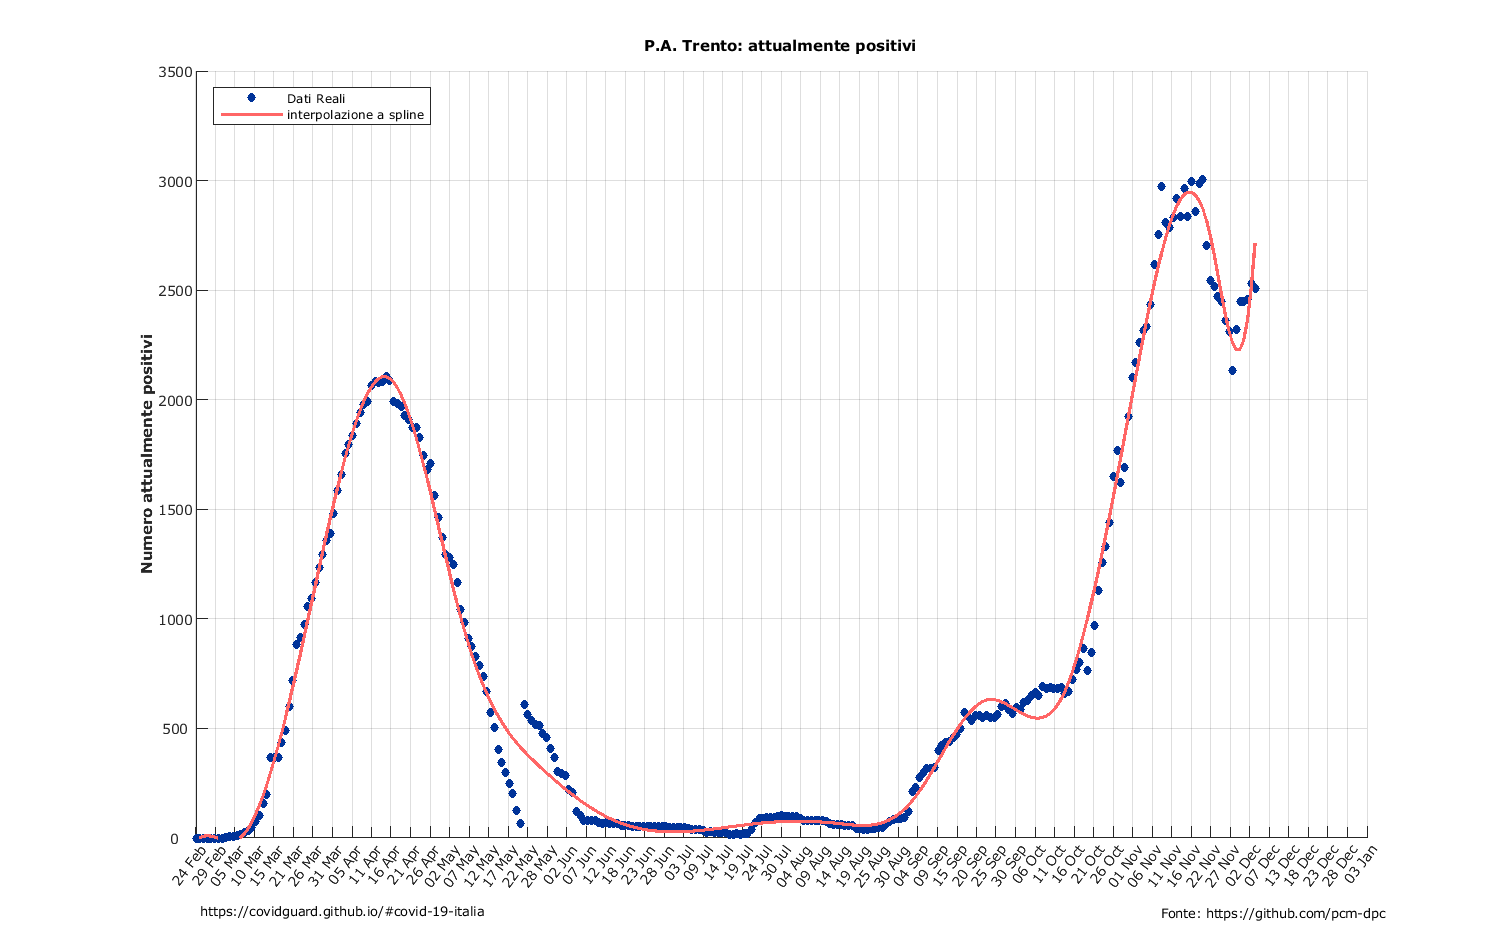 P.A. Trento: attualmente positivi
3500
3000
2500
2000
1500
1000
500
0
Numero attualmente positivi
Dati Reali
interpolazione a spline
24 Feb
29 Feb
05 Mar
10 Mar
15 Mar
21 Mar
26 Mar
31 Mar
05 Apr
11 Apr
16 Apr
21 Apr
26 Apr
02 May
07 May
12 May
17 May
22 May
28 May
02 Jun
07 Jun
12 Jun
18 Jun
23 Jun
28 Jun
03 Jul
09 Jul
14 Jul
19 Jul
24 Jul
30 Jul
04 Aug
09 Aug
14 Aug
19 Aug
25 Aug
30 Aug
04 Sep
09 Sep
15 Sep
20 Sep
25 Sep
30 Sep
06 Oct
11 Oct
16 Oct
21 Oct
26 Oct
01 Nov
06 Nov
11 Nov
16 Nov
22 Nov
27 Nov
02 Dec
07 Dec
13 Dec
18 Dec
23 Dec
28 Dec
03 Jan
https://covidguard.github.io/#covid-19-italia
Fonte: https://github.com/pcm-dpc